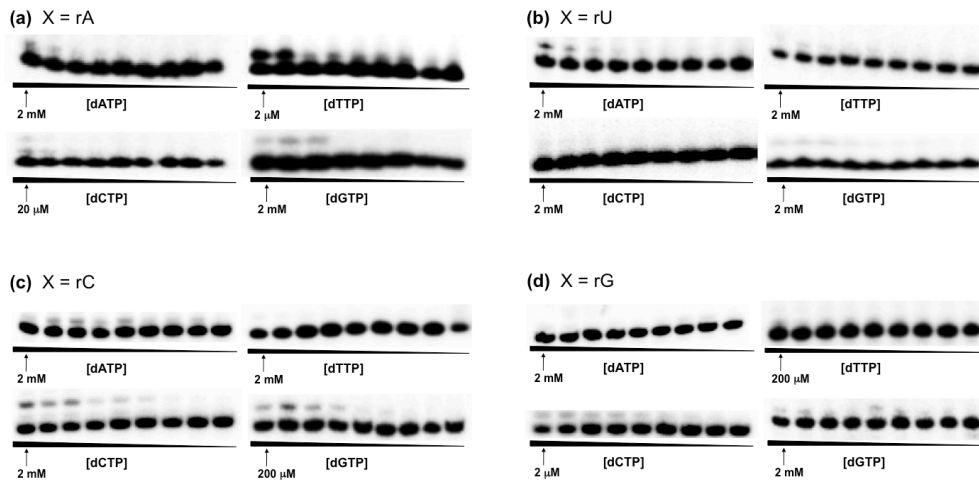 (a) X = rA
[dATP]
2 mM
[dTTP]
2 μM
[dCTP]
20 μM
[dGTP]
2 mM
(b) X = rU
[dATP]
2 mM
[dTTP]
2 mM
[dCTP]
2 mM
[dGTP]
2 mM
(c) X = rC
[dATP]
2 mM
[dTTP]
2 mM
[dCTP]
2 mM
[dGTP]
200 μM
(d) X = rG
[dATP]
2 mM
[dTTP]
200 μM
[dCTP]
2 μM
[dGTP]
2 mM